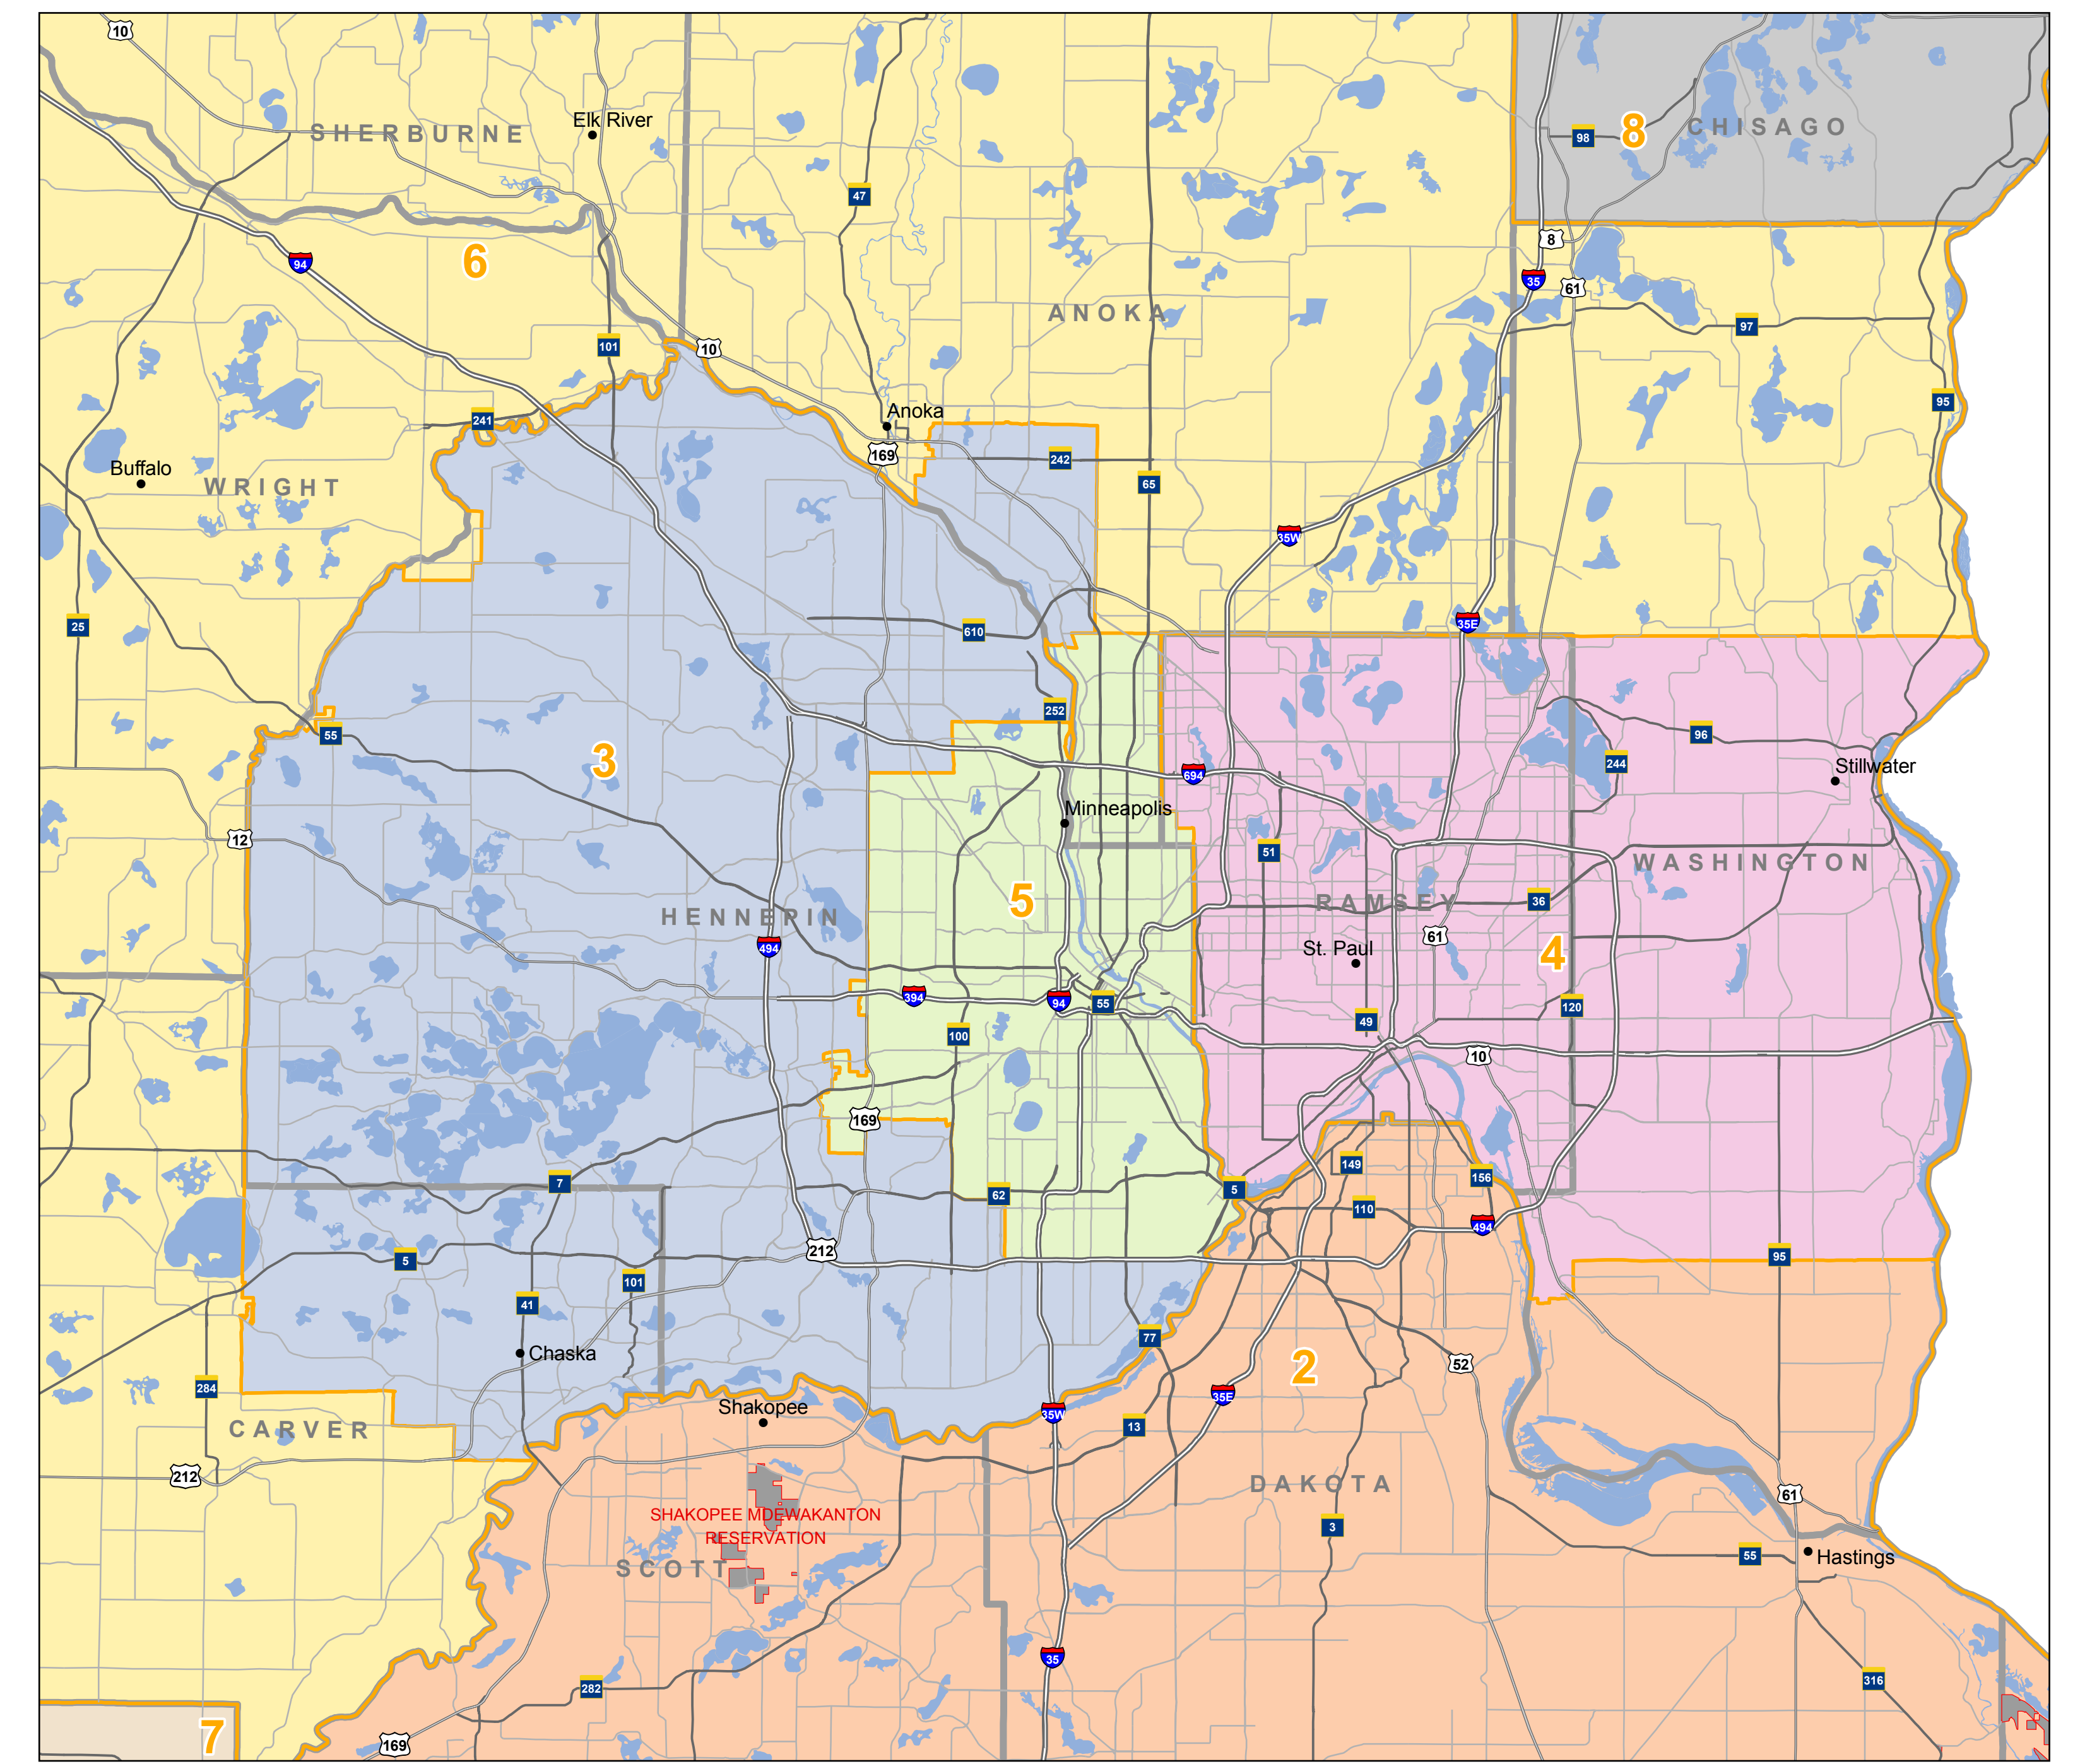 10
SHERBURNE
Elk River
8
CHISAGO
98
47
6
94
8
35
61
ANOKA
101
10
97
95
241
Anoka
169
242
65
Buffalo
WRIGHT
35W
25
610
35E
252
55
3
96
244
Stillwater
694
Minneapolis
12
51
WASHINGTON
5
RAMSEY
36
HENNEPIN
494
61
St. Paul
4
394
94
55
120
49
100
10
169
149
7
62
5
156
110
494
212
5
95
101
41
77
Chaska
2
52
284
35E
Shakopee
35W
13
CARVER
212
DAKOTA
61
SHAKOPEE MDEWAKANTON
RESERVATION
3
55
Hastings
SCOTT
35
316
282
7
169